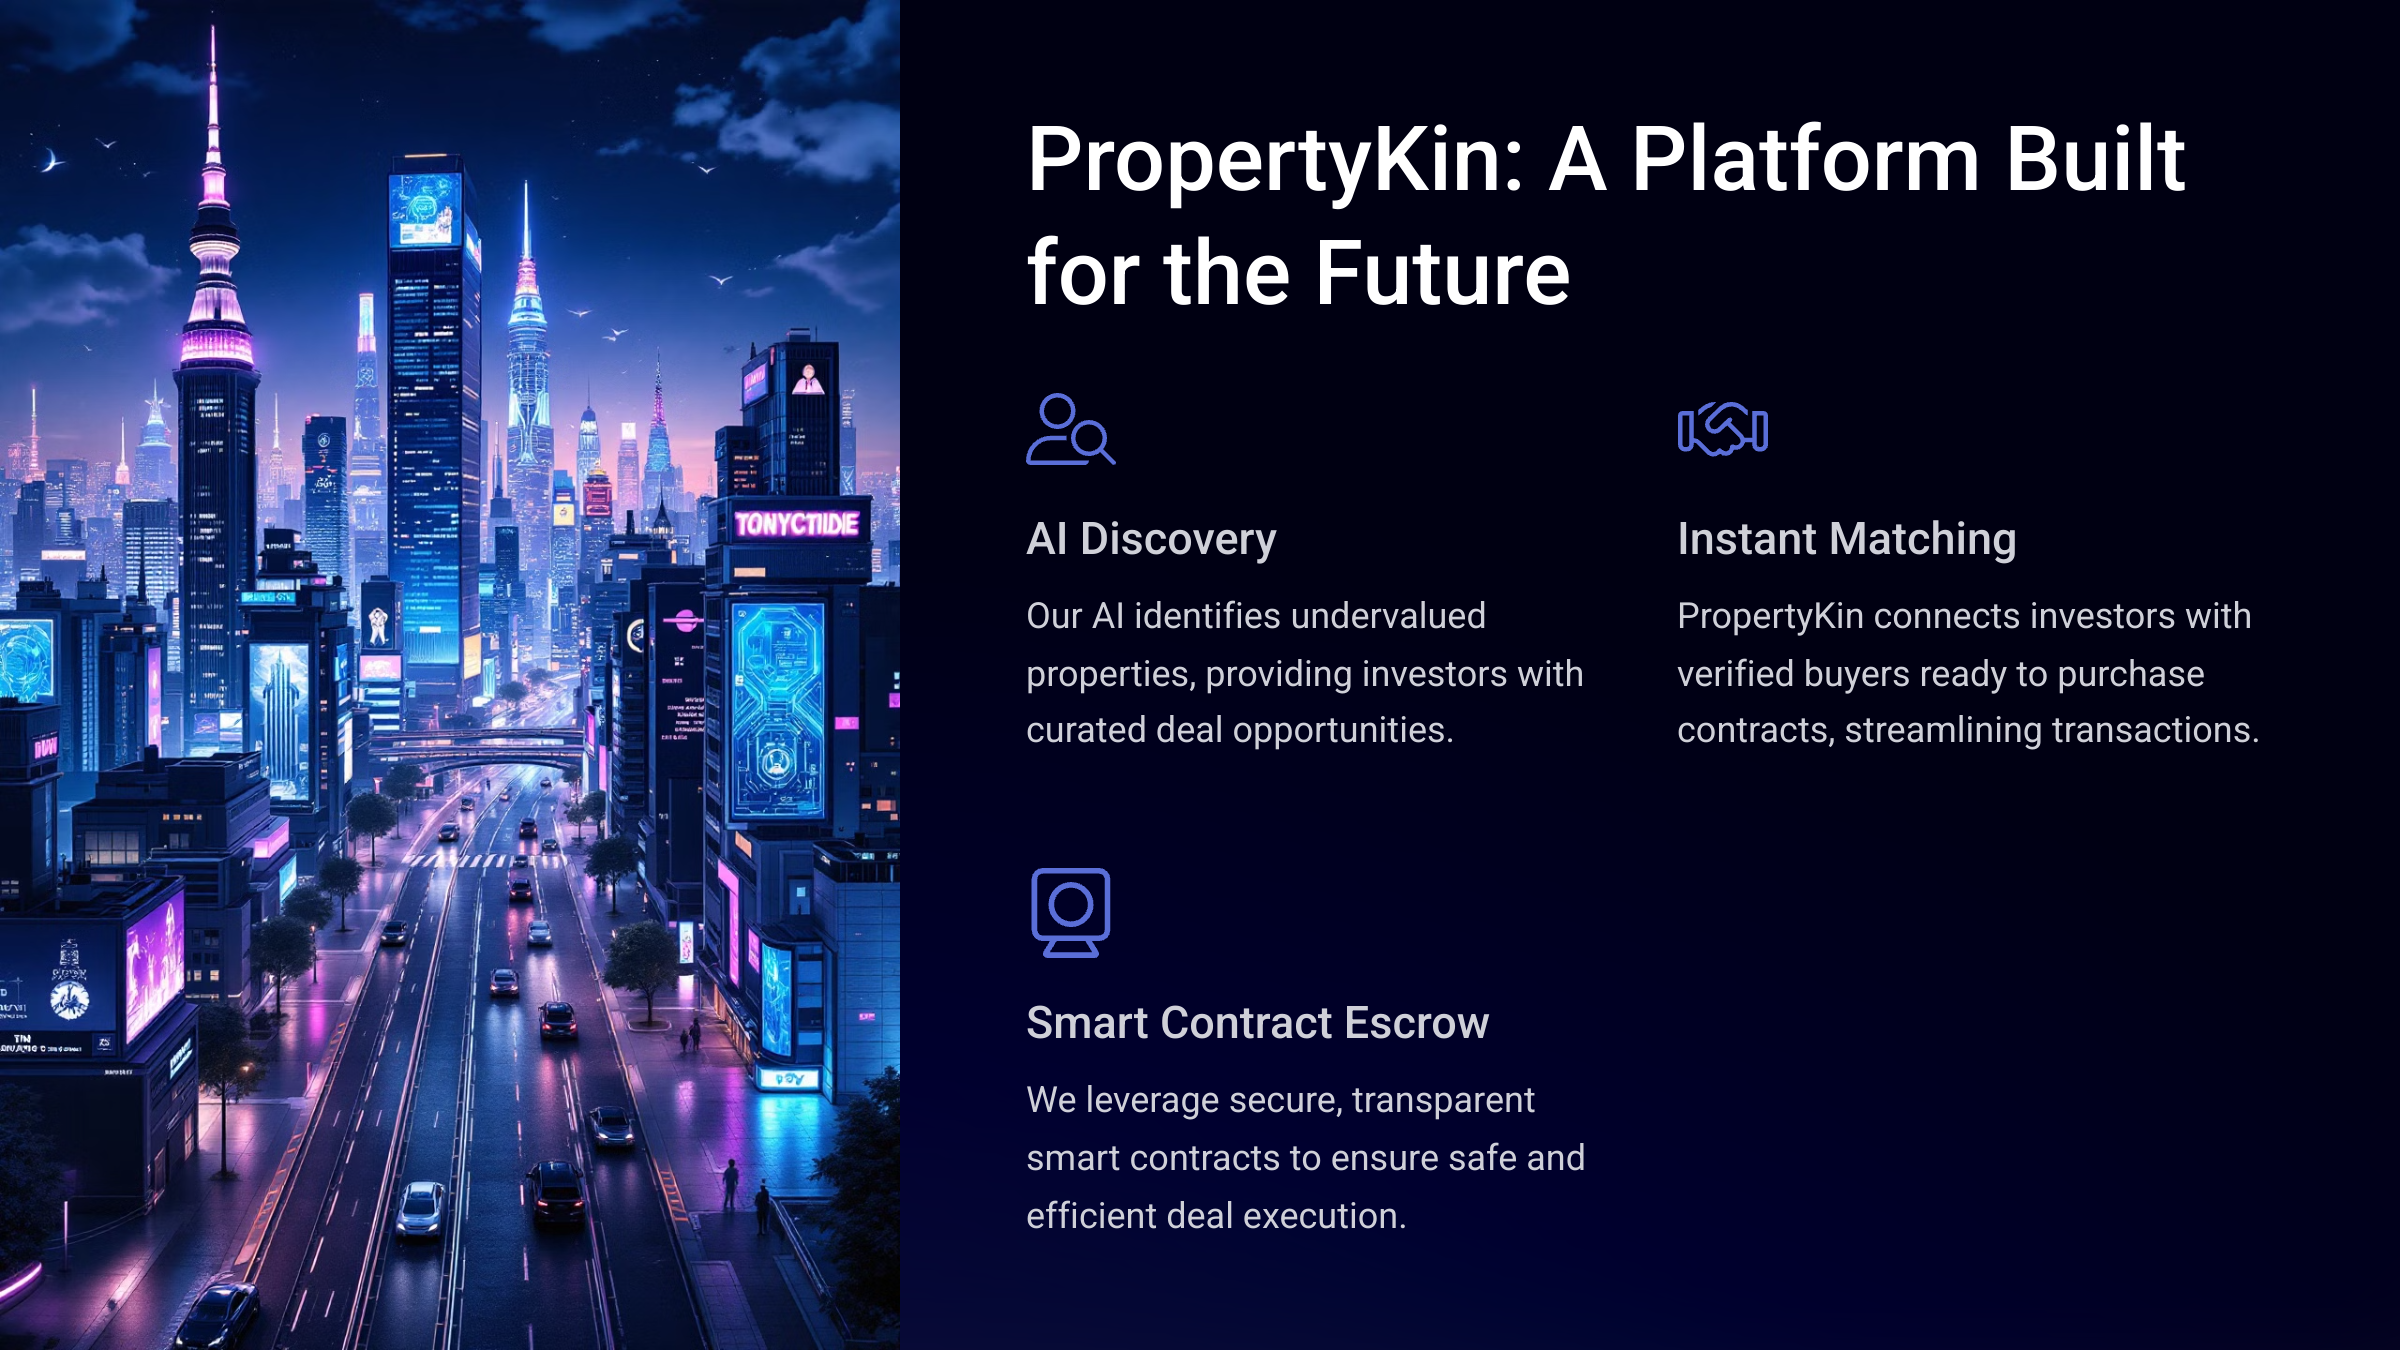 PropertyKin: A Platform Built
for the Future
AI Discovery
Our AI identifies undervalued
properties, providing investors with
curated deal opportunities.
Instant Matching
PropertyKin connects investors with
verified buyers ready to purchase
contracts, streamlining transactions.
Smart Contract Escrow
We leverage secure, transparent
smart contracts to ensure safe and
efficient deal execution.
TONYCTIIDIE